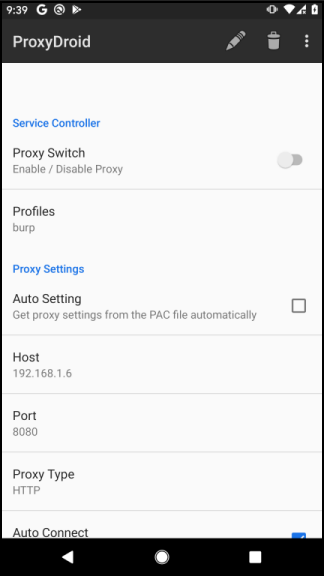 9:39 G
ProxyDroid
Service Controller
Proxy Switch
Enable / Disable Proxy
Profiles
burp
Proxy Settings
Auto Setting
Get proxy settings from the PAC file automatically
Host
192.168.1.6
Port
8080
Proxy Type
HTTP
Auto Connect